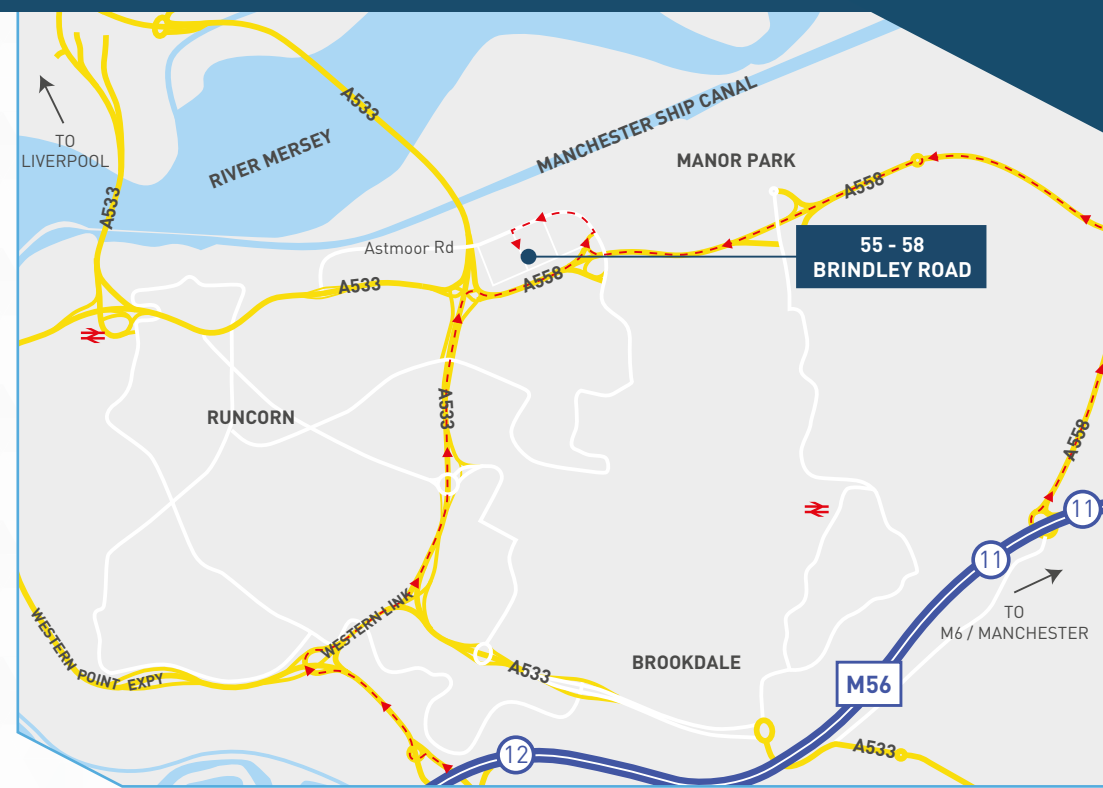 A533
TO
LIVERPOOL
RIVER MERSEY
MANCHESTER SHIP CANAL
MANOR PARK
A558
A533
Astmoor Rd
55 - 58
BRINDLEY ROAD
A533
A558
RUNCORN
A533
A558
11
11
TO
M6 / MANCHESTER
WESTERN LINK
WESTERN POINT EXPY
BROOKDALE
A533
M56
12
A533